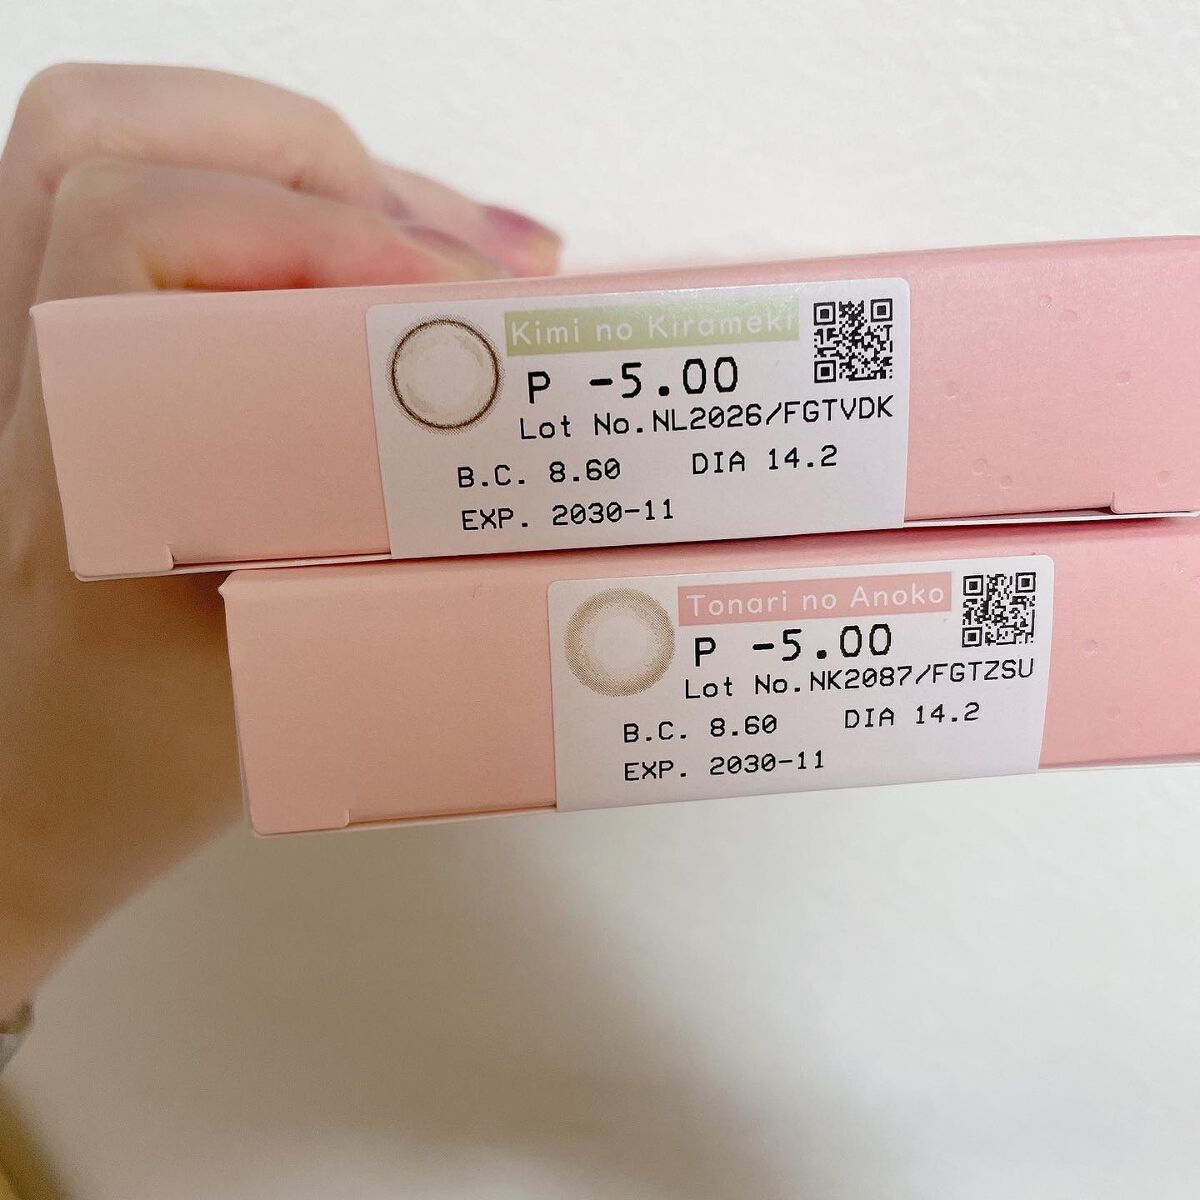 Kimi no Kirameki
P -5.00
Lot No.NL2026/FGTVDK
B.C. 8.60 DIA 14.2
EXP. 2030-11
Tonari no Anoko
P -5.00
Lot No.NK2087/FGTZSU
B.C. 8.60 DIA 14.2
EXP. 2030-11